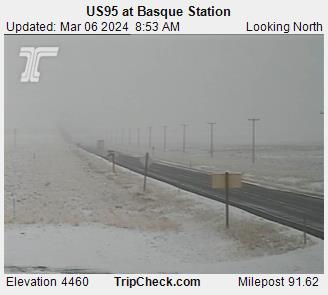 US95 at Basque Station
Updated: Mar 06 2024 8:53 AM Looking North
Elevation 4460 TripCheck.com Milepost 91.62